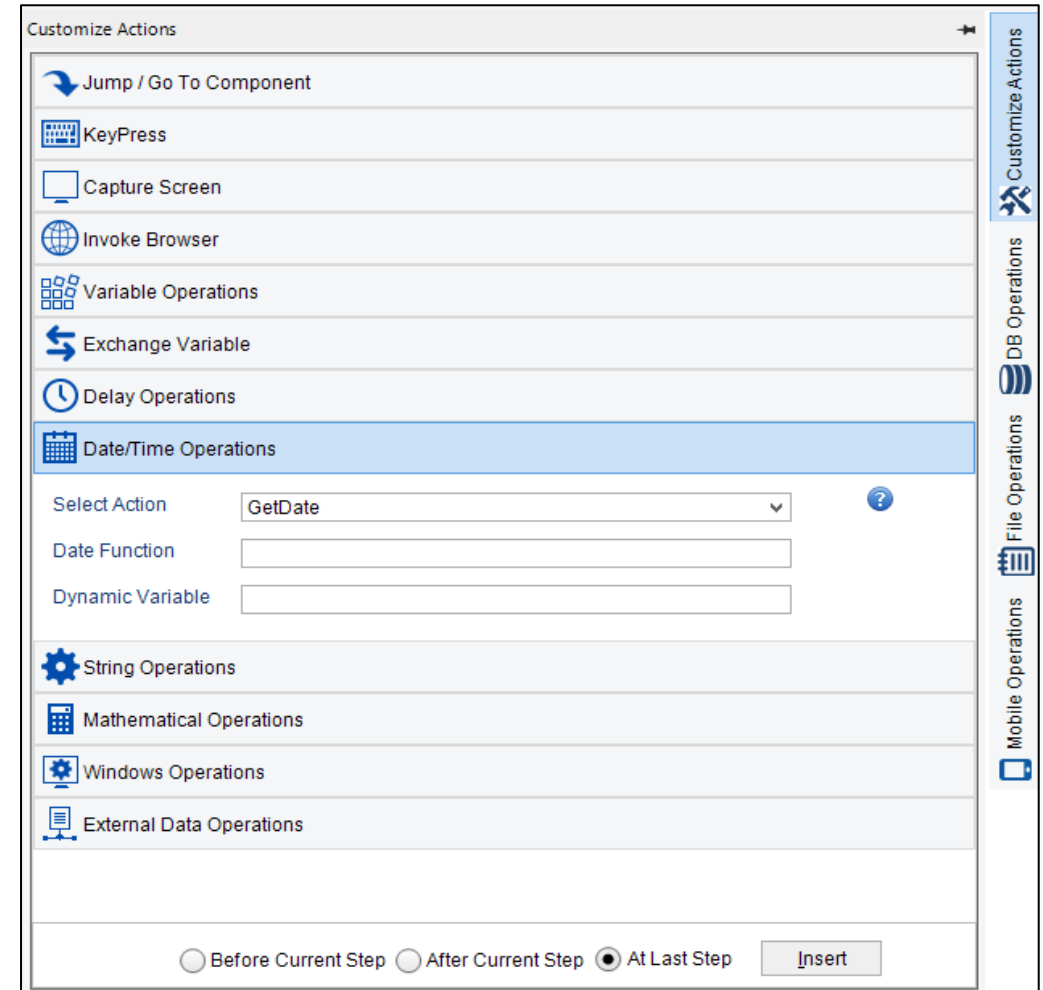 Customize Actions
Jump / Go To Component
KeyPress
Capture Screen
Invoke Browser
Variable Operations
Exchange Variable
Delay Operations
Date/Time Operations
Select Action GetDate ?
Date Function
Dynamic Variable
String Operations
Mathematical Operations
Windows Operations
External Data Operations
Before Current Step After Current Step At Last Step Insert
Customize Actions
DB Operations
File Operations
Mobile Operations